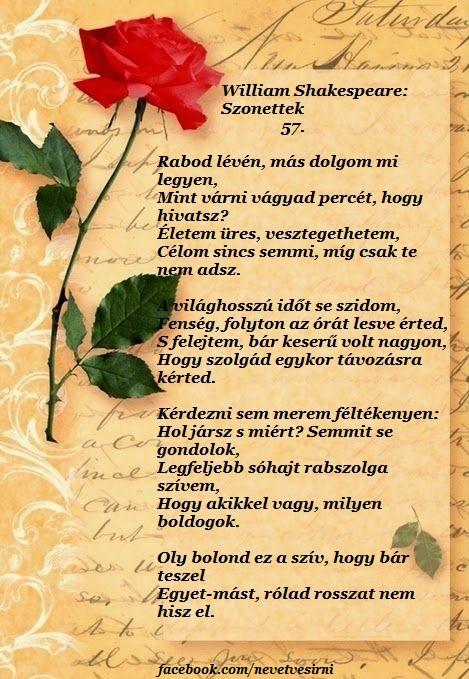 Saturday
William Shakespeare:
Szonettek
57.
Rabod lévén, más dolgom mi
legyen,
Mint várni vágyad percét, hogy
hivatsz?
Életem üres, vesztegethetem,
Célom sincs semmi, míg csak te
nem adsz.
A világhosszú időt se szidom,
Fenség, folyton az órát lesve érted,
S felejtem, bár keserű volt nagyon,
Hogy szolgád egykor távozásra
kérted.
Kérdezni sem merem féltékenyen:
Hol jársz s miért? Semmit se
gondolok,
Legfeljebb sóhajt rabszolga
szívem,
Hogy akikkel vagy, milyen
boldogok.
Oly bolond ez a szív, hogy bár
teszel
Egyet-mást, rólad rosszat nem
hisz el.
facebook.com/nevetvesirni